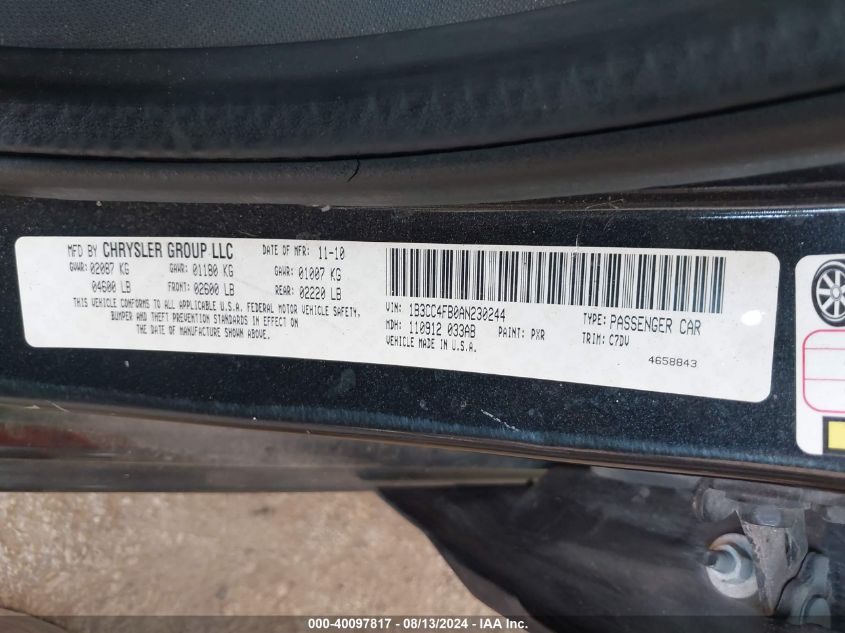 MFD BY CHRYSLER GROUP LLC DATE OF MFR: 11-10
GVWR: 02087 KG GAWR: 01180 KG GAWR: 01007 KG
04600 LB FRONT: 02600 LB REAR: 02220 LB
THIS VEHICLE CONFORMS TO ALL APPLICABLE U.S.A. FEDERAL MOTOR VEHICLE SAFETY,
BUMPER AND THEFT PREVENTION STANDARDS IN EFFECT ON
THE DATE OF MANUFACTURE SHOWN ABOVE.
VIN: 1B3CC4FB0AN230244 TYPE: PASSENGER CAR
MDH: 110912 033AB PAINT: PXR TRIM: C7DV
VEHICLE MADE IN U.S.A.
4658843
000-40097817 - 08/13/2024 - IAA Inc.